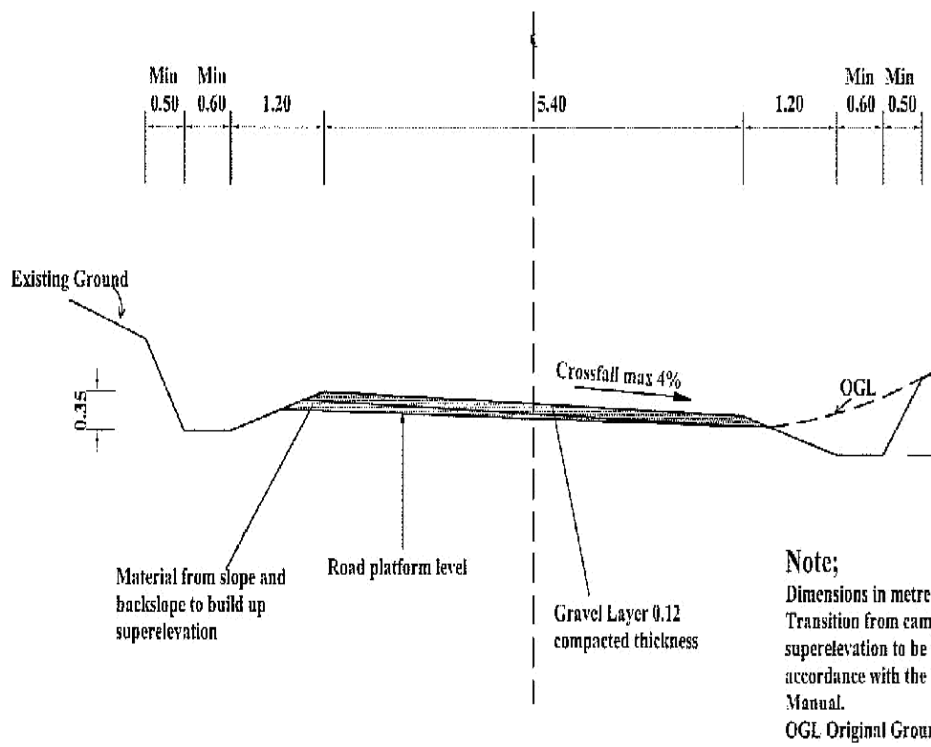 Min Min Min Min
0.50 0.60 1.20 5.40 1.20 0.60 0.50
Existing Ground
0.35
Crossfall max 4%
OGL
Material from slope and
backslope to build up
superelevation
Road platform level
Gravel Layer 0.12
compacted thickness
Note;
Dimensions in metre
Transition from cam
superelevation to be
accordance with the
Manual.
OGL Original Groun